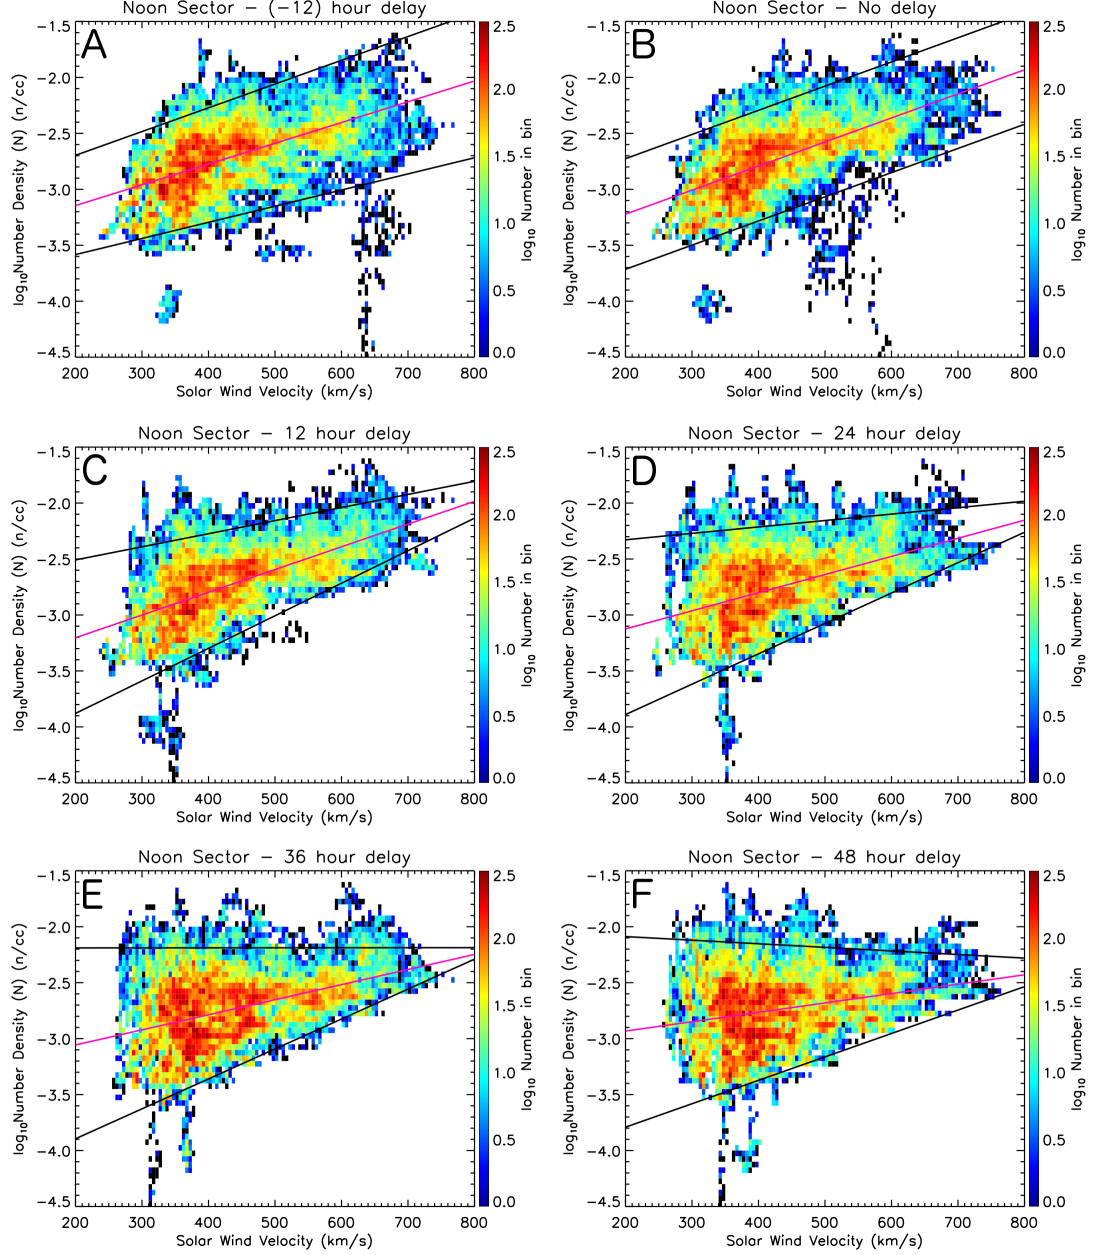 Noon Sector - (-12) hour delay
A
log10Number Density (N) (n/cc)
-1.5
-2.0
-2.5
-3.0
-3.5
-4.0
-4.5
200 300 400 500 600 700 800
Solar Wind Velocity (km/s)
2.5
2.0
1.5
1.0
0.5
0.0
log10 Number in bin
Noon Sector - No delay
B
log10Number Density (N) (n/cc)
-1.5
-2.0
-2.5
-3.0
-3.5
-4.0
-4.5
200 300 400 500 600 700 800
Solar Wind Velocity (km/s)
2.5
2.0
1.5
1.0
0.5
0.0
log10 Number in bin
Noon Sector - 12 hour delay
C
log10Number Density (N) (n/cc)
-1.5
-2.0
-2.5
-3.0
-3.5
-4.0
-4.5
200 300 400 500 600 700 800
Solar Wind Velocity (km/s)
2.5
2.0
1.5
1.0
0.5
0.0
log10 Number in bin
Noon Sector - 24 hour delay
D
log10Number Density (N) (n/cc)
-1.5
-2.0
-2.5
-3.0
-3.5
-4.0
-4.5
200 300 400 500 600 700 800
Solar Wind Velocity (km/s)
2.5
2.0
1.5
1.0
0.5
0.0
log10 Number in bin
Noon Sector - 36 hour delay
E
log10Number Density (N) (n/cc)
-1.5
-2.0
-2.5
-3.0
-3.5
-4.0
-4.5
200 300 400 500 600 700 800
Solar Wind Velocity (km/s)
2.5
2.0
1.5
1.0
0.5
0.0
log10 Number in bin
Noon Sector - 48 hour delay
F
log10Number Density (N) (n/cc)
-1.5
-2.0
-2.5
-3.0
-3.5
-4.0
-4.5
200 300 400 500 600 700 800
Solar Wind Velocity (km/s)
2.5
2.0
1.5
1.0
0.5
0.0
log10 Number in bin